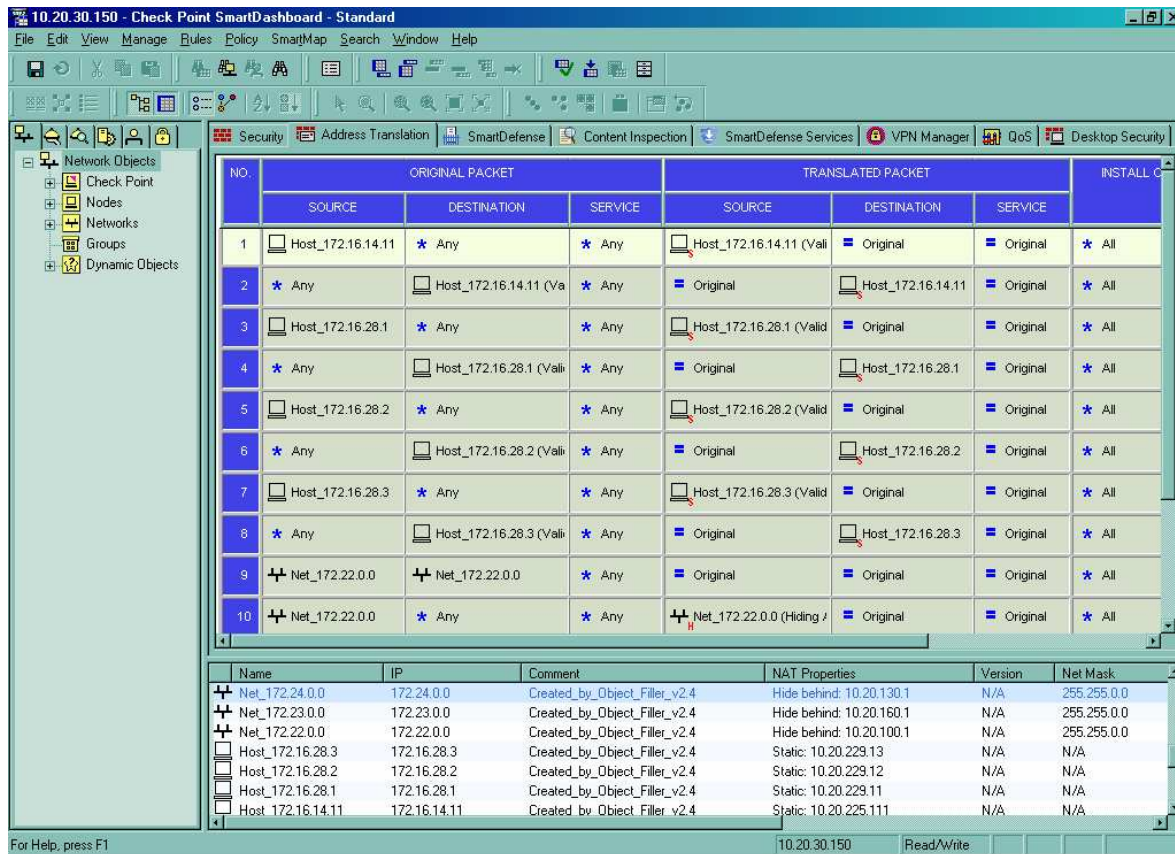 10.20.30.150 - Check Point SmartDashboard - Standard
File Edit View Manage Rules Policy SmartMap Search Window Help
Security Address Translation SmartDefense Content Inspection SmartDefense Services VPN Manager QoS Desktop Security
Network Objects
Check Point
Nodes
Networks
Groups
Dynamic Objects
NO. ORIGINAL PACKET TRANSLATED PACKET INSTALL O
SOURCE DESTINATION SERVICE SOURCE DESTINATION SERVICE
1 Host_172.16.14.11 * Any * Any Host_172.16.14.11 (Vali = Original = Original * All
2 * Any Host_172.16.14.11 (Va * Any = Original Host_172.16.14.11 = Original * All
3 Host_172.16.28.1 * Any * Any Host_172.16.28.1 (Valid = Original = Original * All
4 * Any Host_172.16.28.1 (Vali * Any = Original Host_172.16.28.1 = Original * All
5 Host_172.16.28.2 * Any * Any Host_172.16.28.2 (Valid = Original = Original * All
6 * Any Host_172.16.28.2 (Vali * Any = Original Host_172.16.28.2 = Original * All
7 Host_172.16.28.3 * Any * Any Host_172.16.28.3 (Valid = Original = Original * All
8 * Any Host_172.16.28.3 (Vali * Any = Original Host_172.16.28.3 = Original * All
9 Net_172.22.0.0 Net_172.22.0.0 * Any = Original = Original = Original * All
10 Net_172.22.0.0 * Any * Any Net_172.22.0.0 (Hiding = Original = Original * All
Name IP Comment NAT Properties Version Net Mask
Net_172.24.0.0 172.24.0.0 Created_by_Object_Filler_v2.4 Hide behind: 10.20.130.1 N/A 255.255.0.0
Net_172.23.0.0 172.23.0.0 Created_by_Object_Filler_v2.4 Hide behind: 10.20.160.1 N/A 255.255.0.0
Net_172.22.0.0 172.22.0.0 Created_by_Object_Filler_v2.4 Hide behind: 10.20.100.1 N/A 255.255.0.0
Host_172.16.28.3 172.16.28.3 Created_by_Object_Filler_v2.4 Static: 10.20.229.13 N/A N/A
Host_172.16.28.2 172.16.28.2 Created_by_Object_Filler_v2.4 Static: 10.20.229.12 N/A N/A
Host_172.16.28.1 172.16.28.1 Created_by_Object_Filler_v2.4 Static: 10.20.229.11 N/A N/A
Host_172.16.14.11 172.16.14.11 Created_by_Object_Filler_v2.4 Static: 10.20.225.111 N/A N/A
For Help, press F1 10.20.30.150 Read/Write